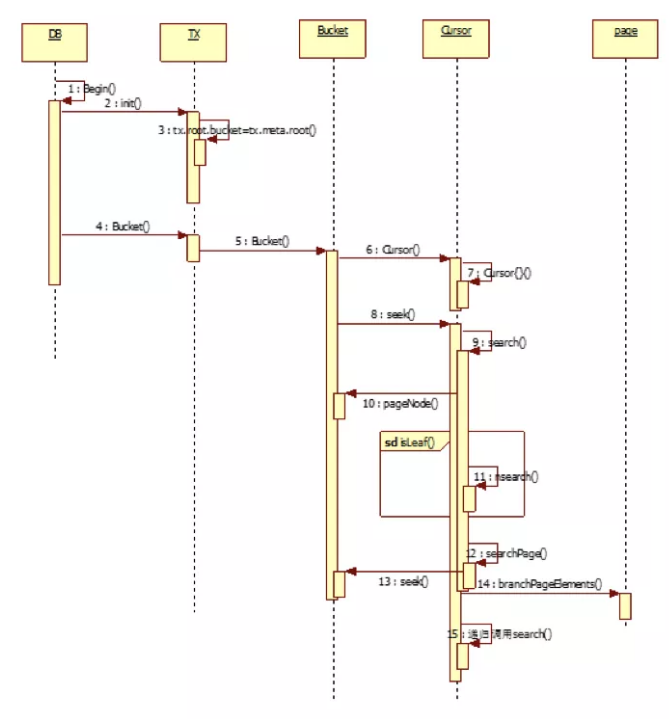 DB
TX
Bucket
Cursor
page
1 : Begin()
2 : init()
3 : tx.root.bucket=tx.meta.root()
4 : Bucket()
5 : Bucket()
6 : Cursor()
7 : Cursor{}()
8 : seek()
9 : search()
10 : pageNode()
sd isLeaf()
11 : nsearch()
12 : searchPage()
13 : seek()
14 : branchPageElements()
15 : 递归调用search()